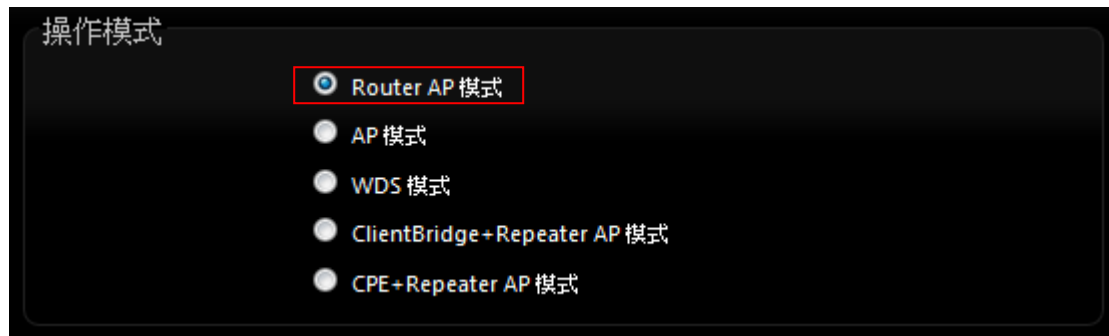 操作模式
Router AP 模式
AP 模式
WDS 模式
ClientBridge+Repeater AP 模式
CPE+Repeater AP 模式